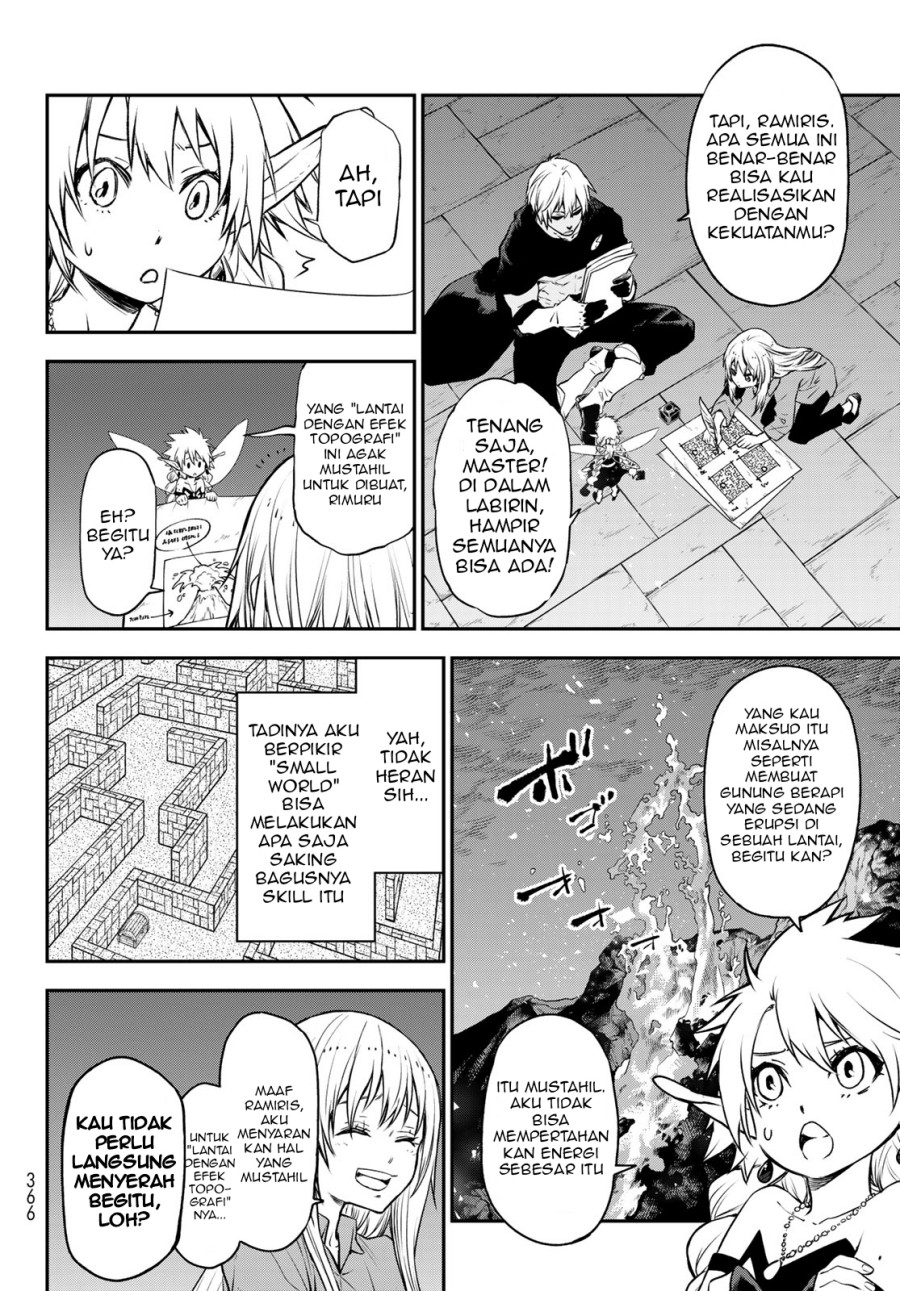 TAPI, RAMIRIS.
APA SEMUA INI
BENAR-BENAR
BISA KAU
REALISASIKAN
DENGAN
KEKUATANMU?
TENANG
SAJA,
MASTER!
DI DALAM
LABIRIN,
HAMPIR
SEMUANYA
BISA ADA!
AH,
TAPI
YANG "LANTAI
DENGAN EFEK
TOPOGRAFI"
INI AGAK
MUSTAHIL
UNTUK DIBUAT,
RIMURU
EH?
BEGITU
YA?
YANG KAU
MAKSUD ITU
MISALNYA
SEPERTI
MEMBUAT
GUNUNG BERAPI
YANG SEDANG
ERUPSI DI
SEBUAH LANTAI,
BEGITU KAN?
ボ
ゴ
ォ
ォ
ITU MUSTAHIL.
AKU TIDAK
BISA
MEMPERTAHAN
KAN ENERGI
SEBESAR ITU
YAH,
TIDAK
HERAN
SIH...
TADINYA AKU
BERPIKIR
"SMALL
WORLD"
BISA
MELAKUKAN
APA SAJA
SAKING
BAGUSNYA
SKILL ITU
MAAF
RAMIRIS,
AKU
MENYARAN
KAN HAL
YANG
MUSTAHIL
UNTUK
"LANTAI
DENGAN
EFEK
TOPO-
GRAFI"
NYA...
KAU TIDAK
PERLU
LANGSUNG
MENYERAH
BEGITU,
LOH?
366